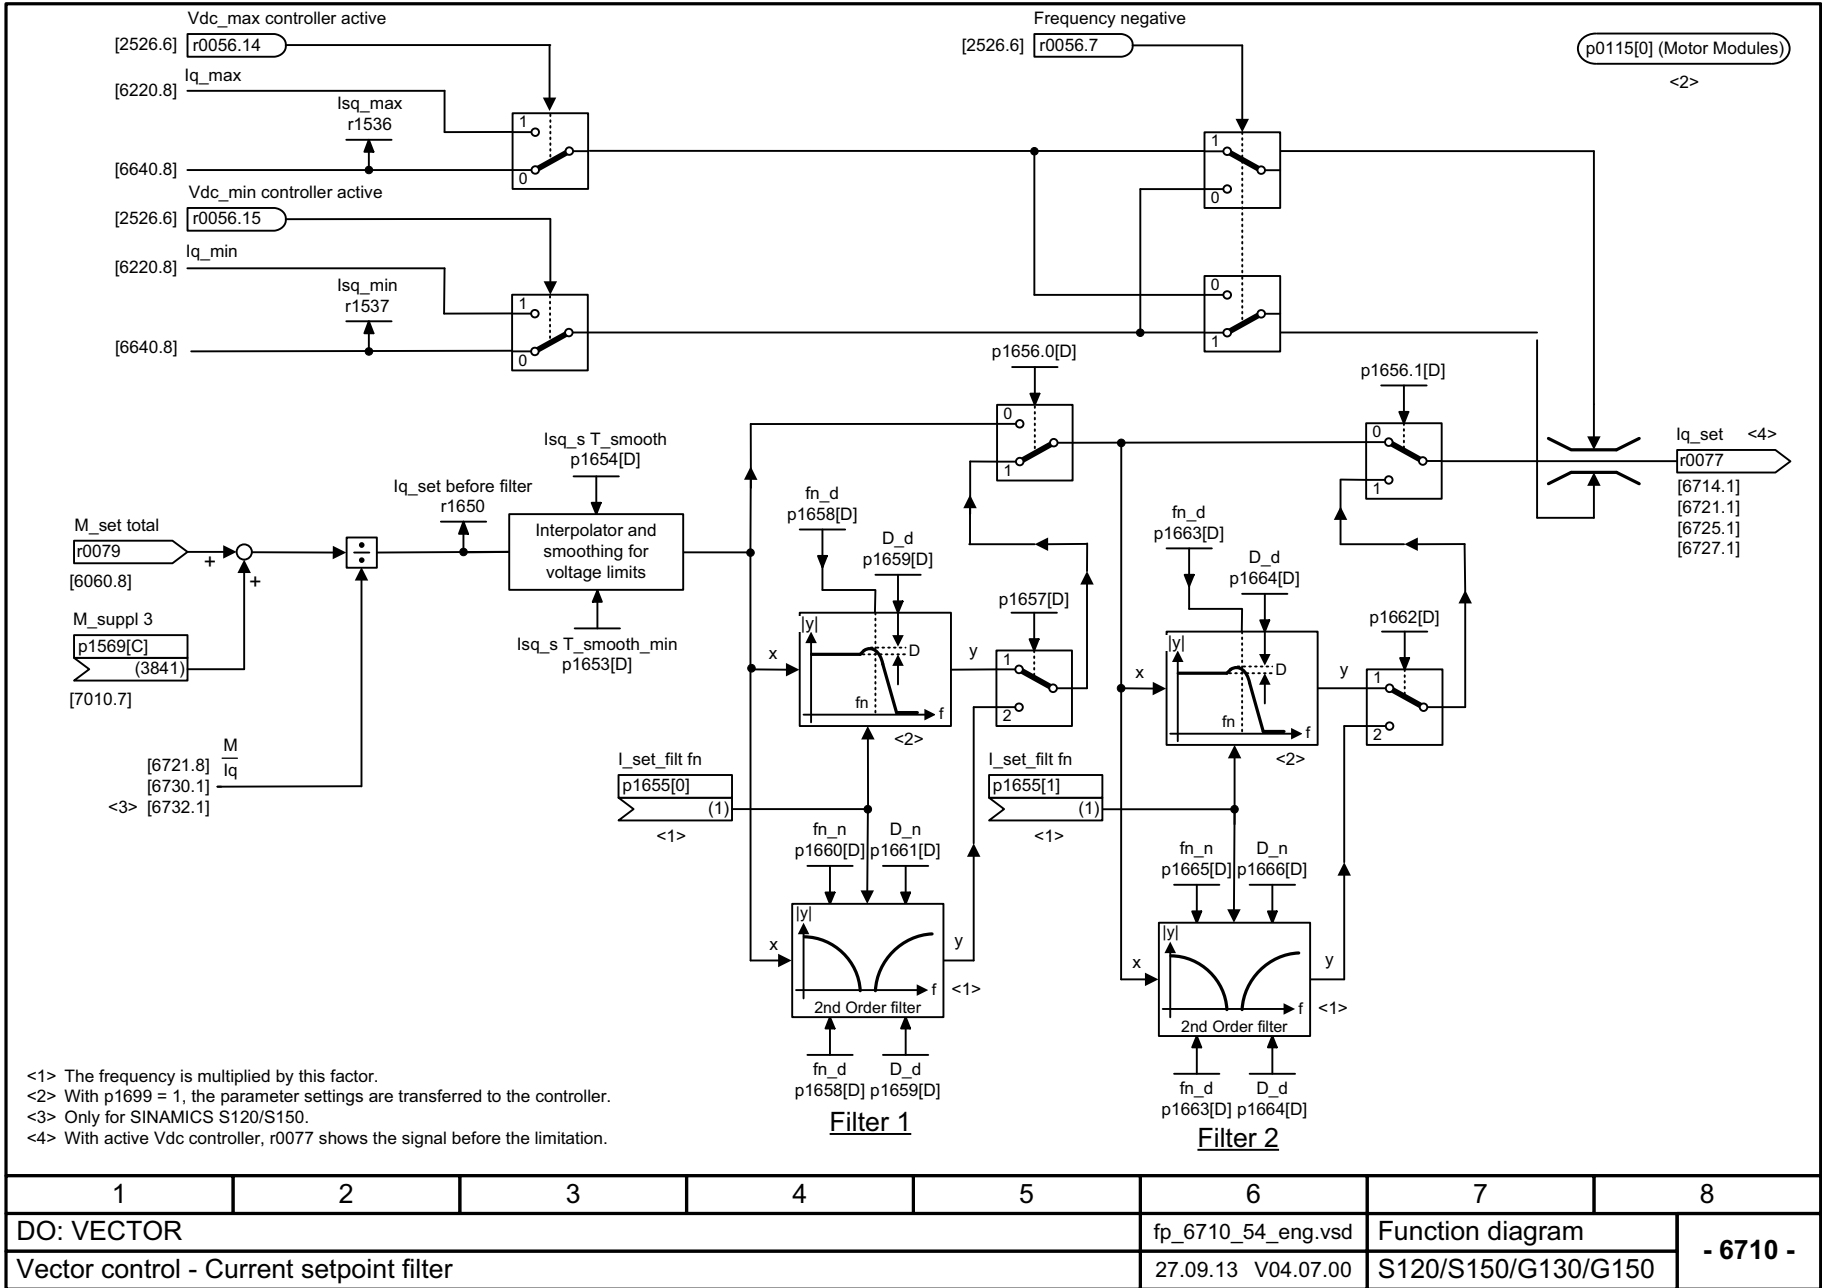 Vdc_max controller active
[2526.6] r0056.14
Iq_max
[6220.8]
Isq_max
r1536
[6640.8]
1
0
Vdc_min controller active
[2526.6] r0056.15
Iq_min
[6220.8]
Isq_min
r1537
[6640.8]
1
0
Frequency negative
[2526.6] r0056.7
1
0
0
1
p0115[0] (Motor Modules)
<2>
p1656.0[D]
0
1
p1656.1[D]
0
1
Iq_set <4>
r0077
[6714.1]
[6721.1]
[6725.1]
[6727.1]
M_set total
r0079
[6060.8]
+
+
M_suppl 3
p1569[C]
(3841)
[7010.7]
÷
M
Iq
[6721.8]
[6730.1]
<3> [6732.1]
Iq_set before filter
r1650
Isq_s T_smooth
p1654[D]
Interpolator and
smoothing for
voltage limits
Isq_s T_smooth_min
p1653[D]
fn_d
p1658[D]
D_d
p1659[D]
|y|
D
x
y
fn
f
<2>
p1657[D]
1
2
I_set_filt fn
p1655[0]
(1)
<1>
fn_n
p1660[D]
D_n
p1661[D]
|y|
x
y
f
<1>
2nd Order filter
fn_d
p1658[D]
D_d
p1659[D]
Filter 1
fn_d
p1663[D]
D_d
p1664[D]
|y|
D
x
y
fn
f
<2>
p1662[D]
1
2
I_set_filt fn
p1655[1]
(1)
<1>
fn_n
p1665[D]
D_n
p1666[D]
|y|
x
y
f
<1>
2nd Order filter
fn_d
p1663[D]
D_d
p1664[D]
Filter 2
<1> The frequency is multiplied by this factor.
<2> With p1699 = 1, the parameter settings are transferred to the controller.
<3> Only for SINAMICS S120/S150.
<4> With active Vdc controller, r0077 shows the signal before the limitation.
1 2 3 4 5 6 7 8
DO: VECTOR
fp_6710_54_eng.vsd
Function diagram
- 6710 -
Vector control - Current setpoint filter
27.09.13 V04.07.00
S120/S150/G130/G150